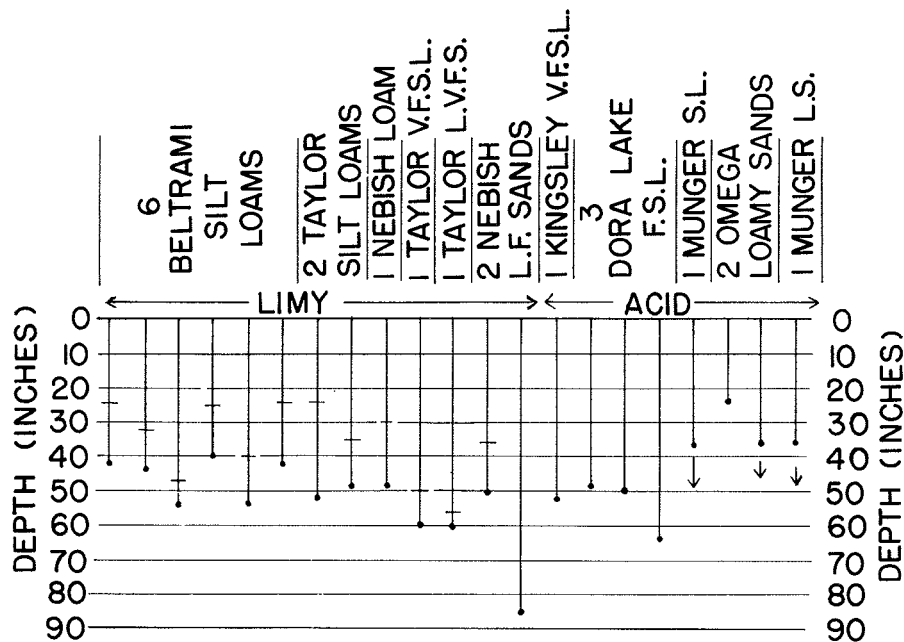 6
BELTRAMI
SILT
LOAMS
2 TAYLOR
SILT LOAMS
1 NEBISH LOAM
1 TAYLOR V.F.S.L.
1 TAYLOR L.V.F.S.
2 NEBISH
L.F. SANDS
1 KINGSLEY V.F.S.L.
3
DORA LAKE
F.S.L.
1 MUNGER S.L.
2 OMEGA
LOAMY SANDS
1 MUNGER L.S.
LIMY
ACID
DEPTH (INCHES)
0
10
20
30
40
50
60
70
80
90
0
10
20
30
40
50
60
70
80
90
DEPTH (INCHES)